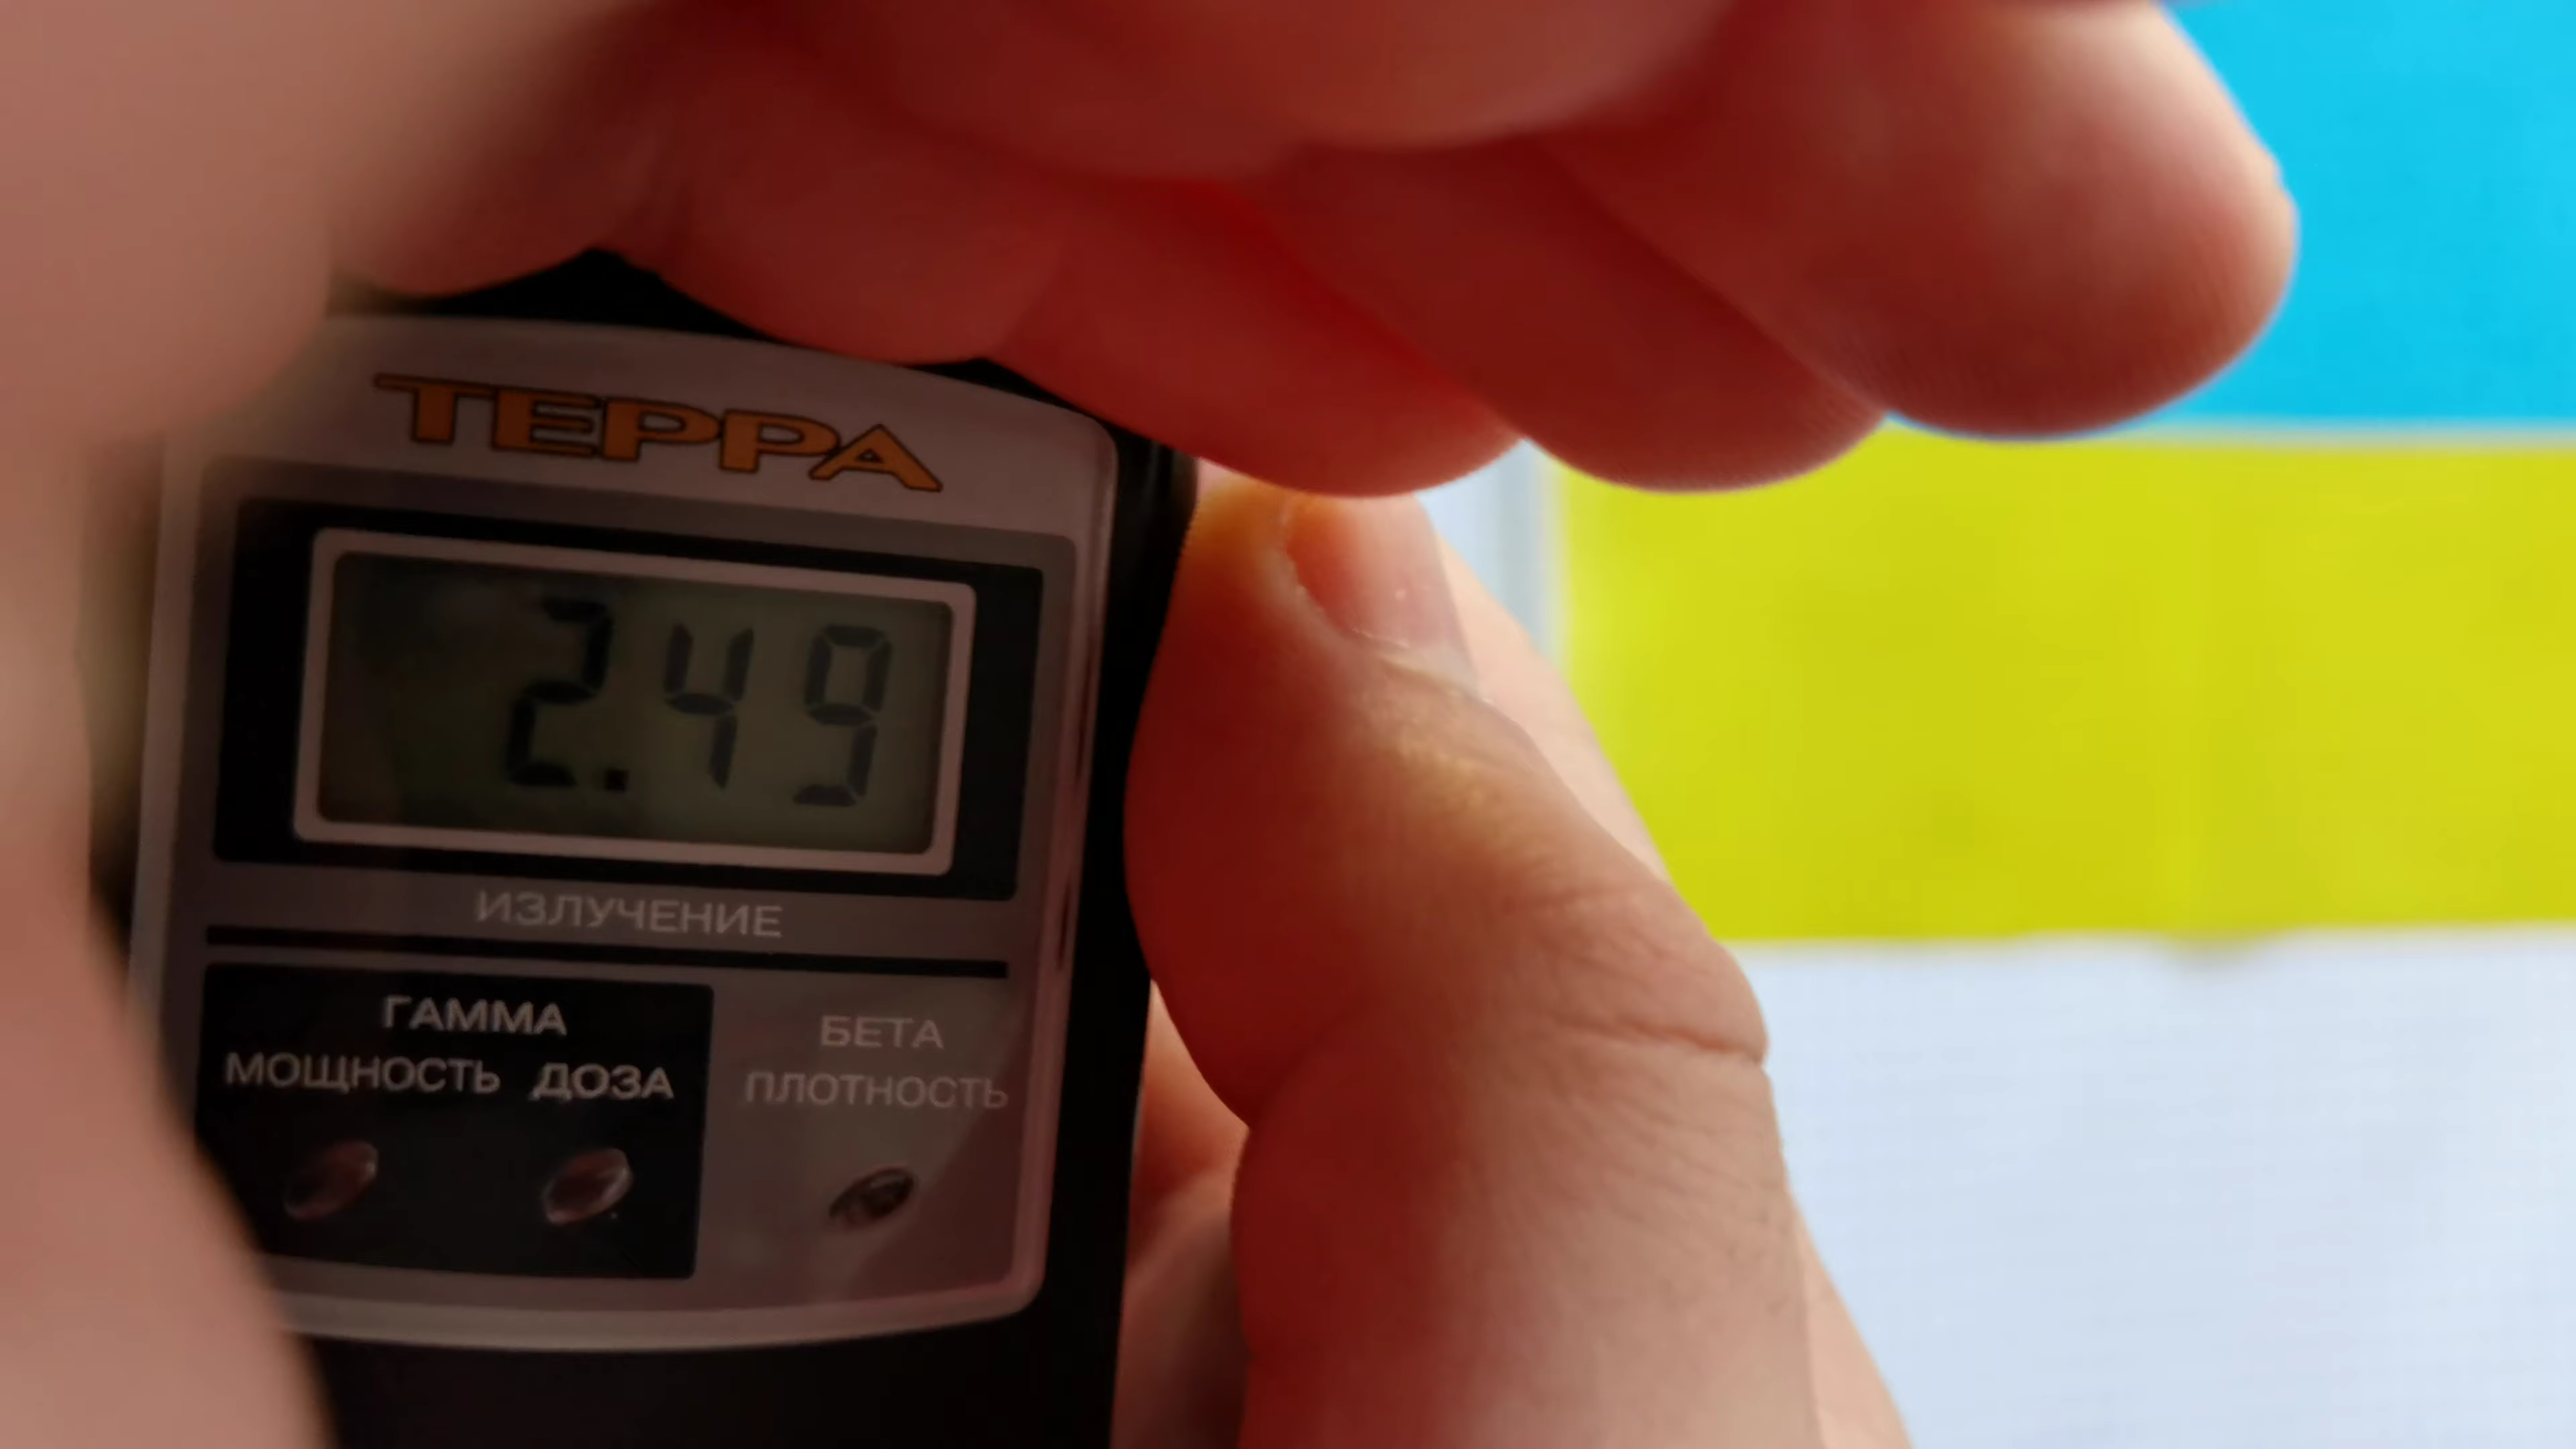 ТЕРРА
2.49
ИЗЛУЧЕНИЕ
ГАММА
МОЩНОСТЬ ДОЗА
БЕТА
ПЛОТНОСТЬ